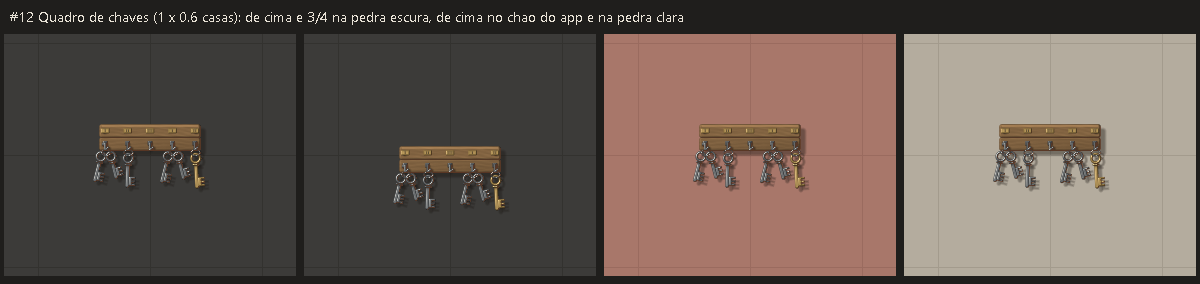 #12 Quadro de chaves (1 x 0.6 casas): de cima e 3/4 na pedra escura, de cima no chao do app e na pedra clara